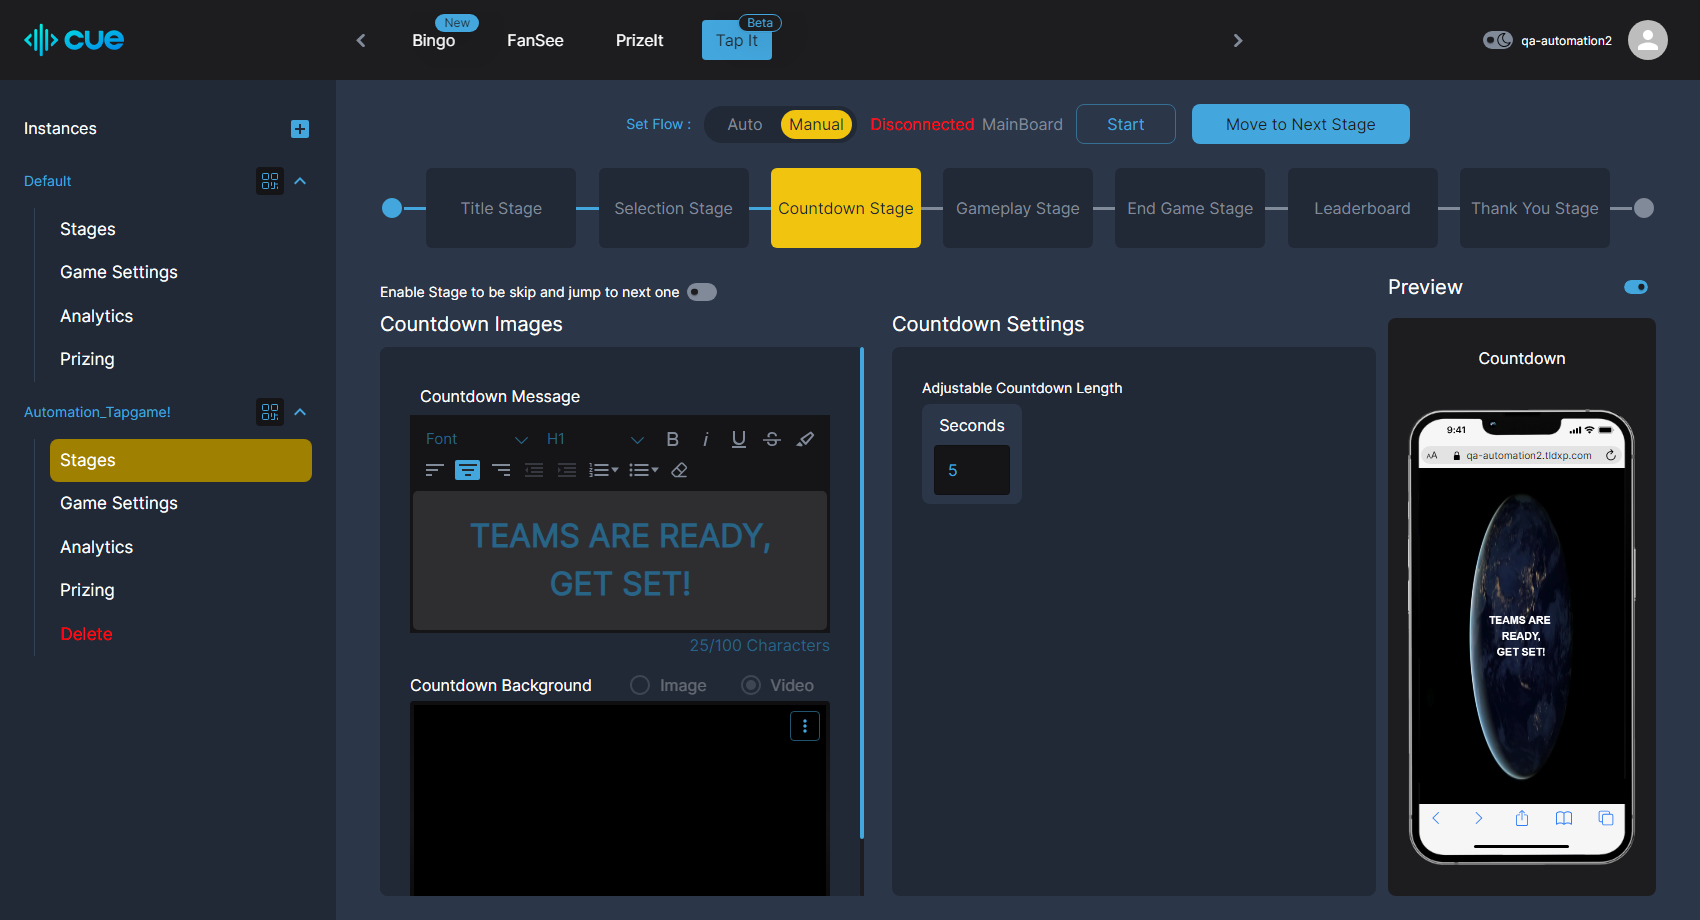 cue
Bingo
New
FanSee
PrizeIt
Tap It
Beta
qa-automation2
Instances
Default
Stages
Game Settings
Analytics
Prizing
Automation_Tapgame!
Stages
Game Settings
Analytics
Prizing
Delete
Set Flow :
Auto
Manual
Disconnected MainBoard
Start
Move to Next Stage
Title Stage
Selection Stage
Countdown Stage
Gameplay Stage
End Game Stage
Leaderboard
Thank You Stage
Enable Stage to be skip and jump to next one
Countdown Images
Countdown Message
Font
H1
B
i
U
S
TEAMS ARE READY,
GET SET!
25/100 Characters
Countdown Background
Image
Video
Countdown Settings
Adjustable Countdown Length
Seconds
5
Preview
Countdown
9:41
AA
qa-automation2.tldxp.com
TEAMS ARE
READY,
GET SET!